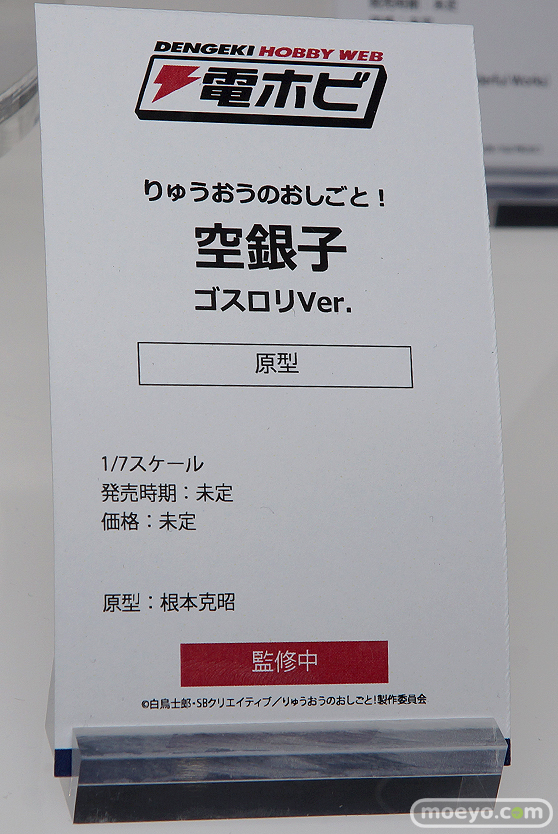 DENGEKI HOBBY WEB
電ホビ
りゅうおうのおしごと！
空銀子
ゴスロリVer.
原型
1/7スケール
発売時期：未定
価格：未定
原型：根本克昭
監修中
©白鳥士郎・SBクリエイティブ／りゅうおうのおしごと!製作委員会
moeyo.com